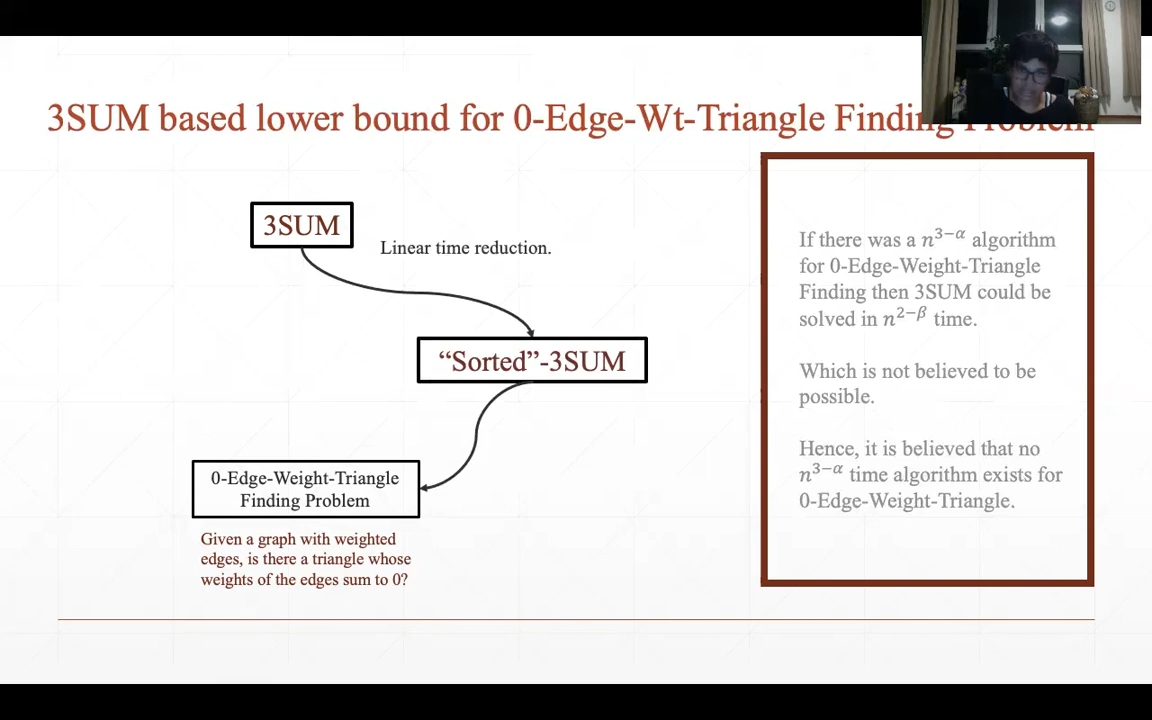 3SUM based lower bound for 0-Edge-Wt-Triangle Finding Problem
3SUM
Linear time reduction.
“Sorted”-3SUM
0-Edge-Weight-Triangle
Finding Problem
Given a graph with weighted
edges, is there a triangle whose
weights of the edges sum to 0?
If there was a n^{3−α} algorithm
for 0-Edge-Weight-Triangle
Finding then 3SUM could be
solved in n^{2−β} time.
Which is not believed to be
possible.
Hence, it is believed that no
n^{3−α} time algorithm exists for
0-Edge-Weight-Triangle.